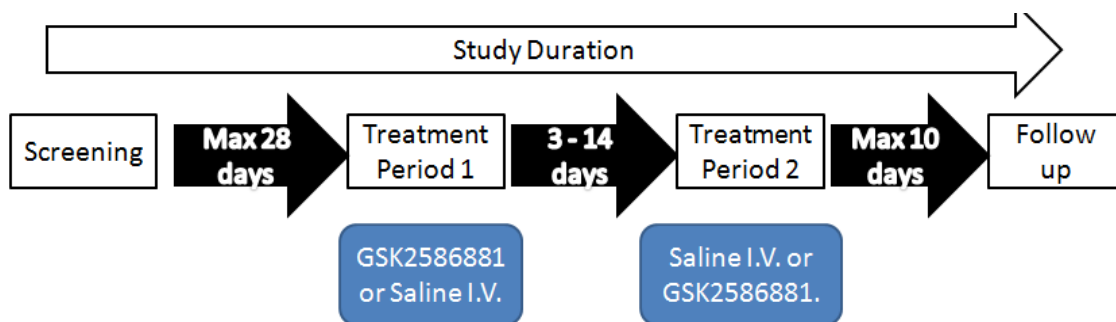 Study Duration
Screening
Max 28
days
Treatment
Period 1
3 - 14
days
Treatment
Period 2
Max 10
days
Follow
up
GSK2586881
or Saline I.V.
Saline I.V. or
GSK2586881.